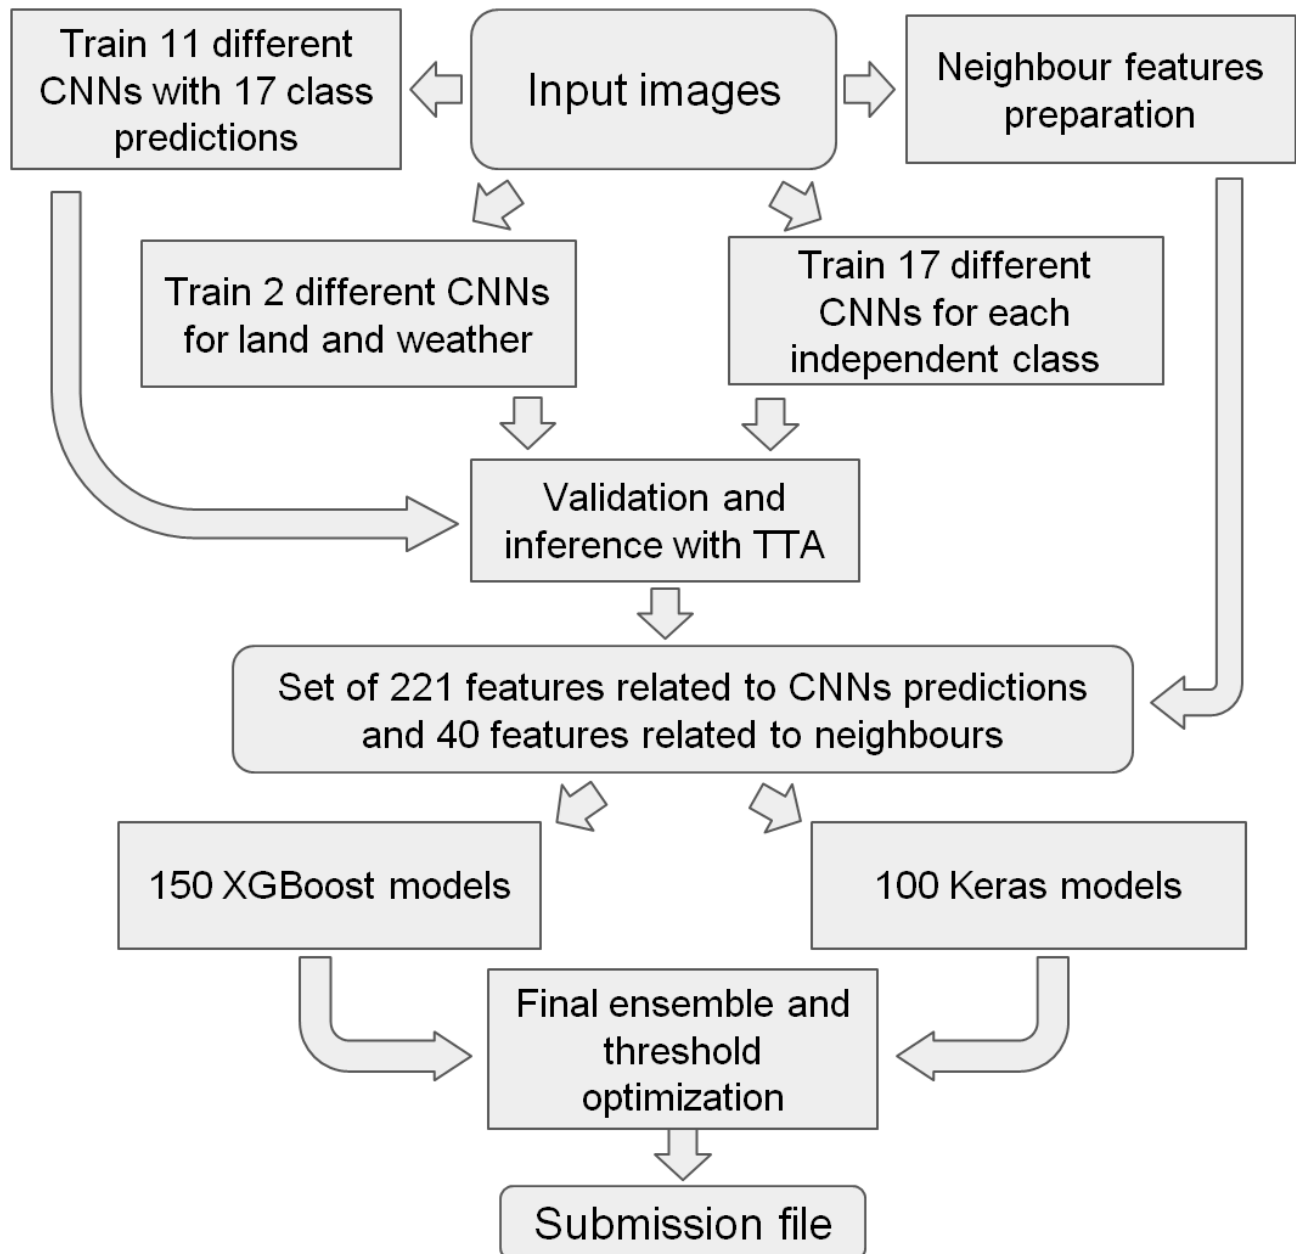 Train 11 different
CNNs with 17 class
predictions
Input images
Neighbour features
preparation
Train 2 different CNNs
for land and weather
Train 17 different
CNNs for each
independent class
Validation and
inference with TTA
Set of 221 features related to CNNs predictions
and 40 features related to neighbours
150 XGBoost models
100 Keras models
Final ensemble and
threshold
optimization
Submission file